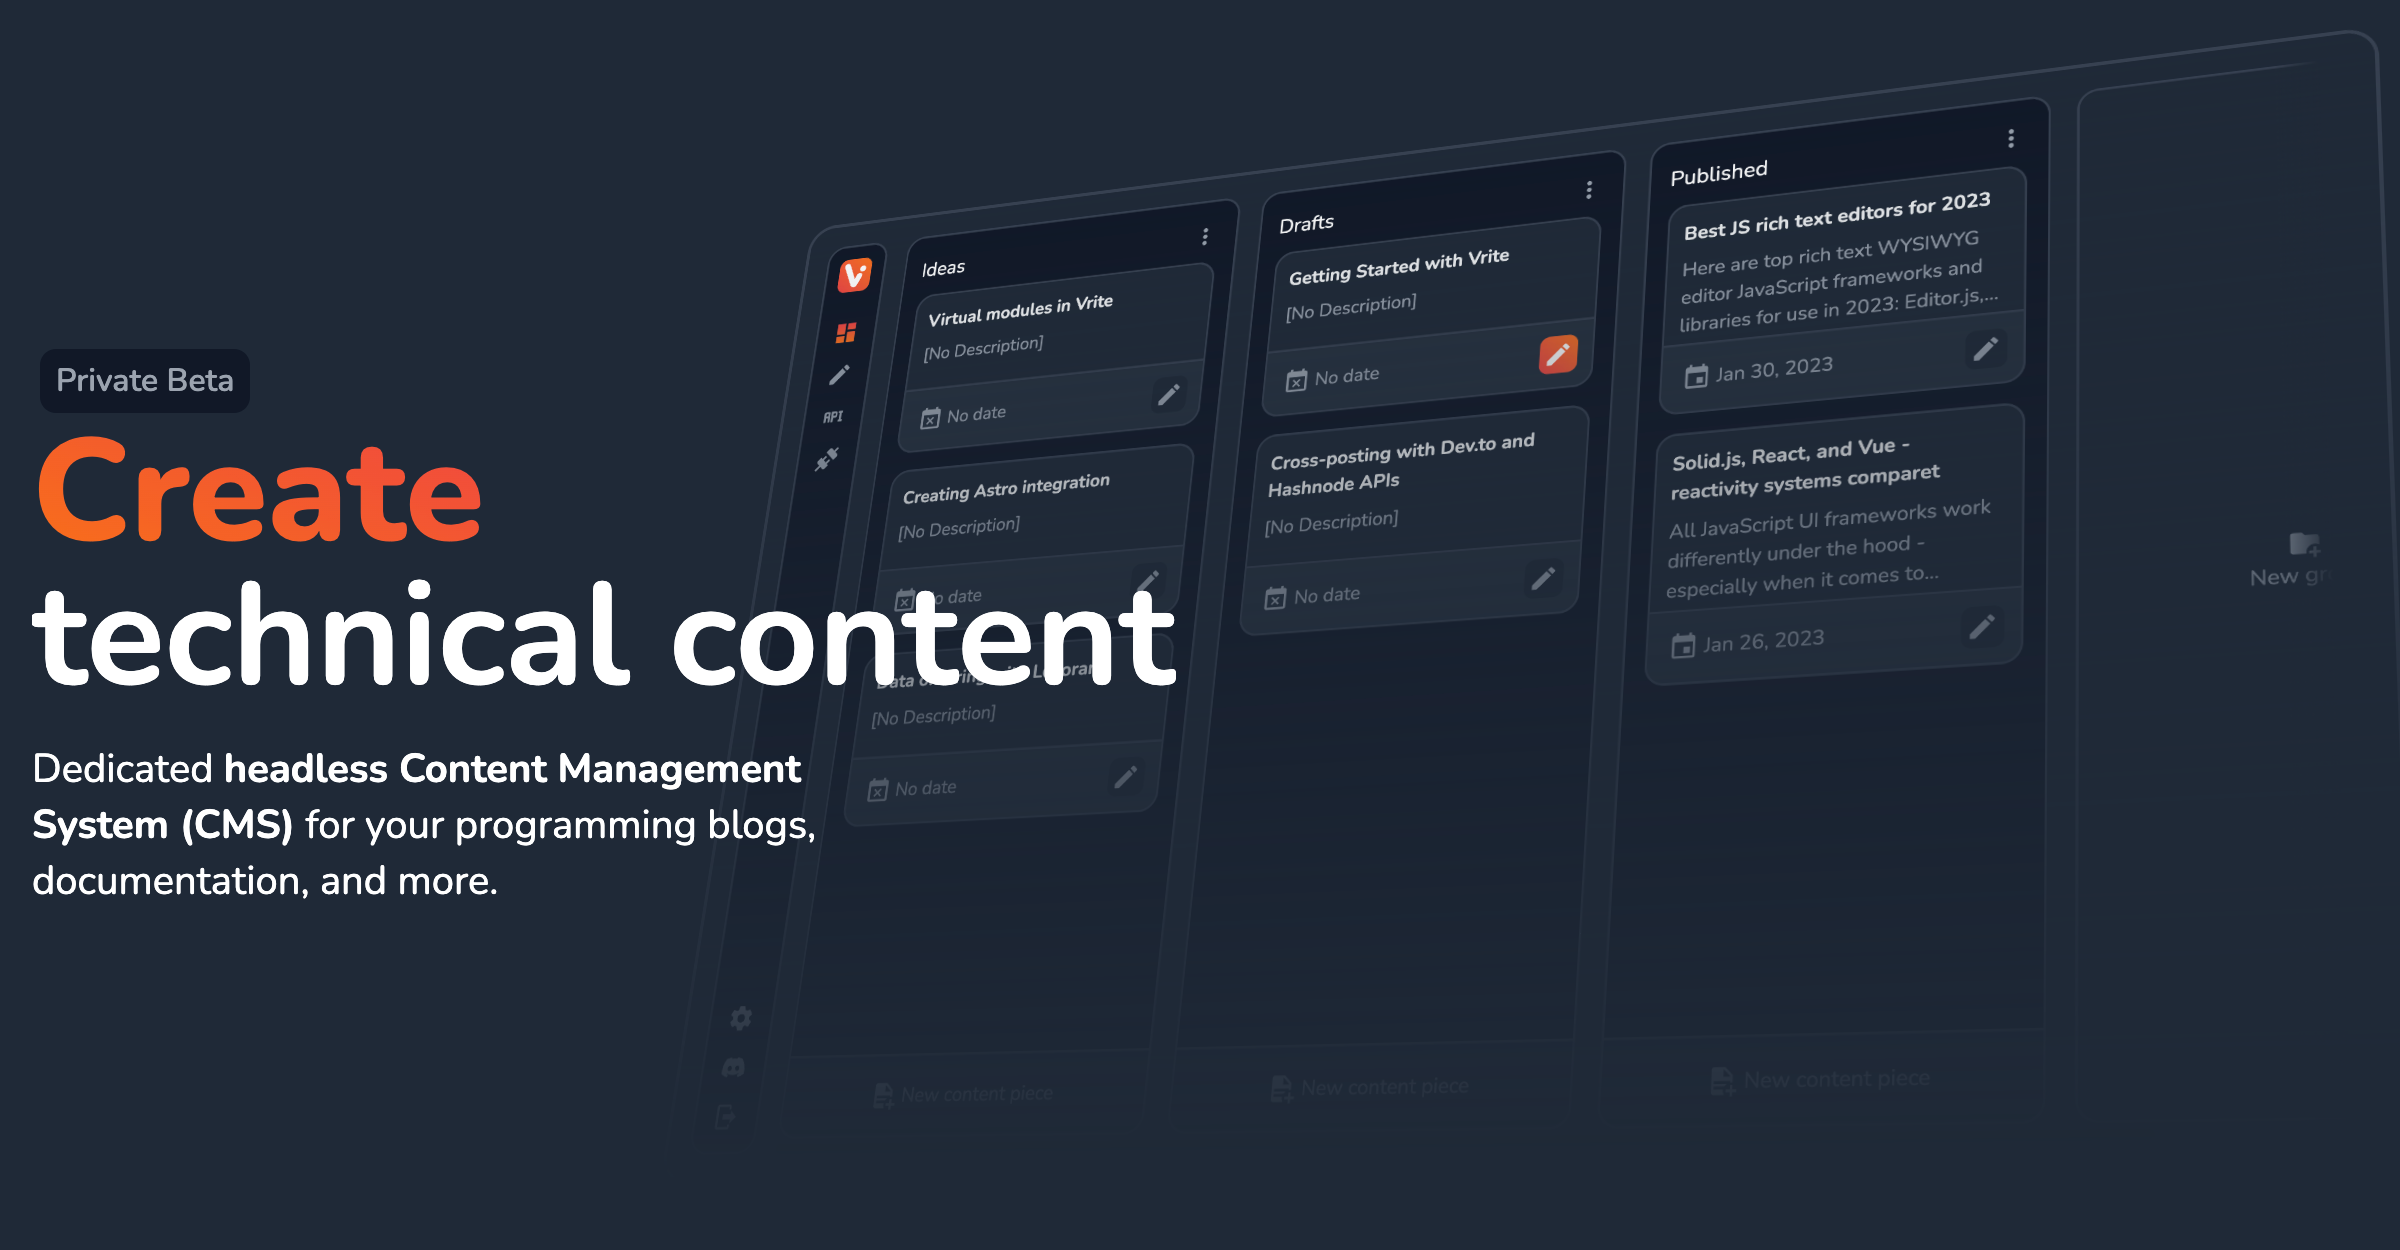 Private Beta
Create
technical content
Dedicated headless Content Management
System (CMS) for your programming blogs,
documentation, and more.
API
Ideas
Virtual modules in Vrite
[No Description]
No date
Creating Astro integration
[No Description]
No date
Data
[No Description]
No date
New content piece
Drafts
Getting Started with Vrite
[No Description]
No date
Cross-posting with Dev.to and
Hashnode APIs
[No Description]
No date
New content piece
Published
Best JS rich text editors for 2023
Here are top rich text WYSIWYG
editor JavaScript frameworks and
libraries for use in 2023: Editor.js,...
Jan 30, 2023
Solid.js, React, and Vue -
reactivity systems comparet
All JavaScript UI frameworks work
differently under the hood -
especially when it comes to...
Jan 26, 2023
New content piece
New